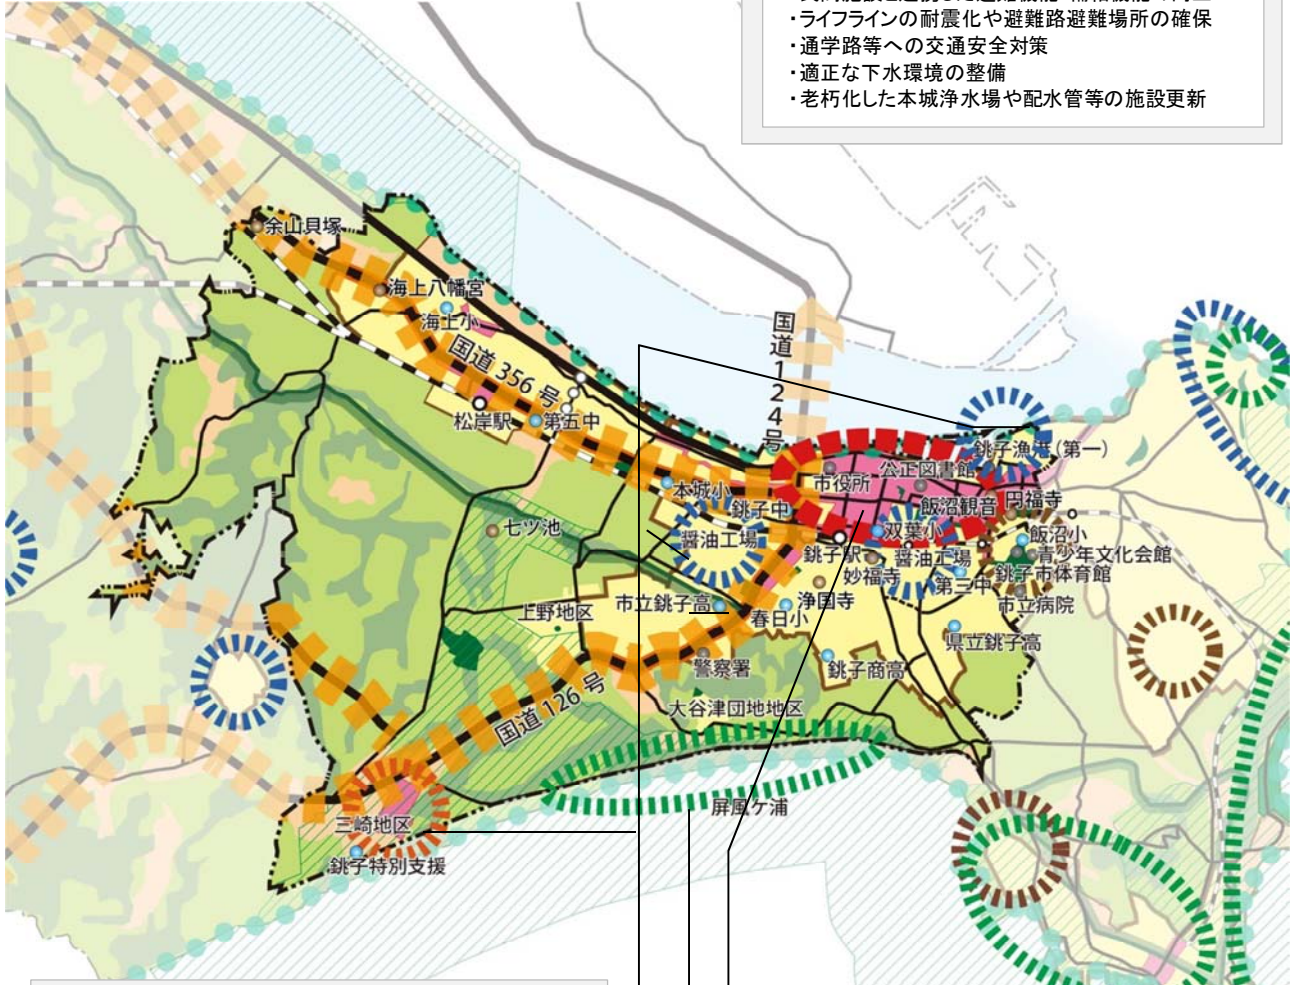 ・ライフラインの耐震化や避難路避難場所の確保
・通学路等への交通安全対策
・適正な下水環境の整備
・老朽化した本城浄水場や配水管等の施設更新
余山貝塚
海上八幡宮
海上小
国道 356 号
国道124号
松岸駅
第五中
銚子漁港(第一)
公正図書館
市役所
本城小
銚子中
飯沼観音
円福寺
七ツ池
醤油工場
双葉小
飯沼小
銚子駅
醤油工場
青少年文化会館
妙福寺
第三中
銚子市体育館
上野地区
市立銚子高
浄国寺
市立病院
春日小
県立銚子高
警察署
銚子商高
国道 126 号
大谷津団地地区
屏風ケ浦
三崎地区
銚子特別支援